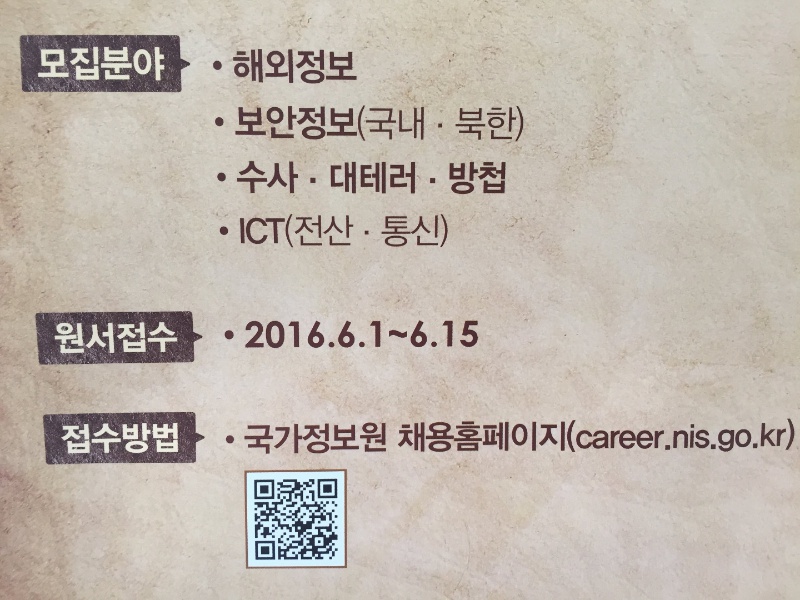 모집분야 • 해외정보
• 보안정보(국내 · 북한)
• 수사 · 대테러 · 방첩
• ICT(전산 · 통신)
원서접수 • 2016.6.1~6.15
접수방법 • 국가정보원 채용홈페이지(career.nis.go.kr)